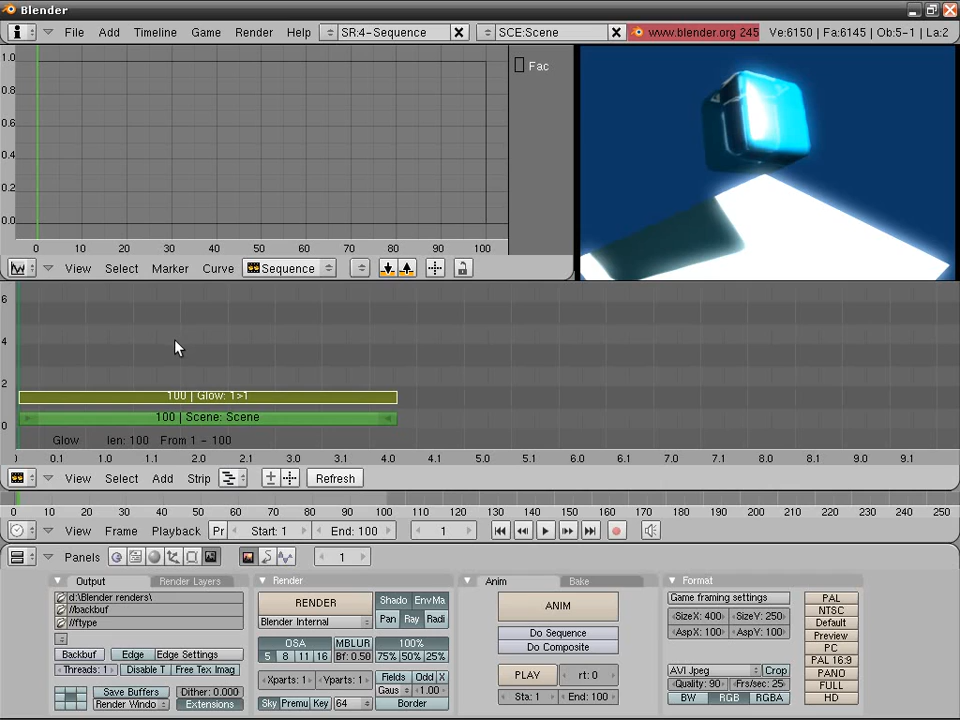 Blender
File Add Timeline Game Render Help SR:4-Sequence SCE:Scene www.blender.org 245 Ve:6150 | Fa:6145 | Ob:5-1 | La:2
1.0
0.8
0.6
0.4
0.2
0.0
Fac
0 10 20 30 40 50 60 70 80 90 100
View Select Marker Curve Sequence
6
4
2
0
100 | Glow: 1>1
100 | Scene: Scene
Glow len: 100 From 1 - 100
0.1 1.0 1.1 2.0 2.1 3.0 3.1 4.0 4.1 5.0 5.1 6.0 6.1 7.0 7.1 8.0 8.1 9.0 9.1
View Select Add Strip Refresh
0 10 20 30 40 50 60 70 80 90 100 110 120 130 140 150 160 170 180 190 200 210 220 230 240 250
View Frame Playback Pr Start: 1 End: 100 1
Panels 1
Output Render Layers Render Anim Bake Format
d:\Blender renders\
//backbuf
//ftype
Backbuf Edge Edge Settings
Threads: 1 Disable T Free Tex Imag
Save Buffers Dither: 0.000
Render Windo Extensions
RENDER
Blender Internal
Shado EnvMa
Pan Ray Radi
OSA MBLUR 100%
5 8 11 16 Bf: 0.50 75% 50% 25%
Xparts: 1 Yparts: 1 Fields Odd X
Gaus 1.00
Sky Premu Key 64 Border
ANIM
Do Sequence
Do Composite
PLAY rt: 0
Sta: 1 End: 100
Game framing settings
SizeX: 400 SizeY: 250
AspX: 100 AspY: 100
AVI Jpeg Crop
Quality: 90 Frs/sec: 25
BW RGB RGBA
PAL
NTSC
Default
Preview
PC
PAL 16:9
PANO
FULL
HD